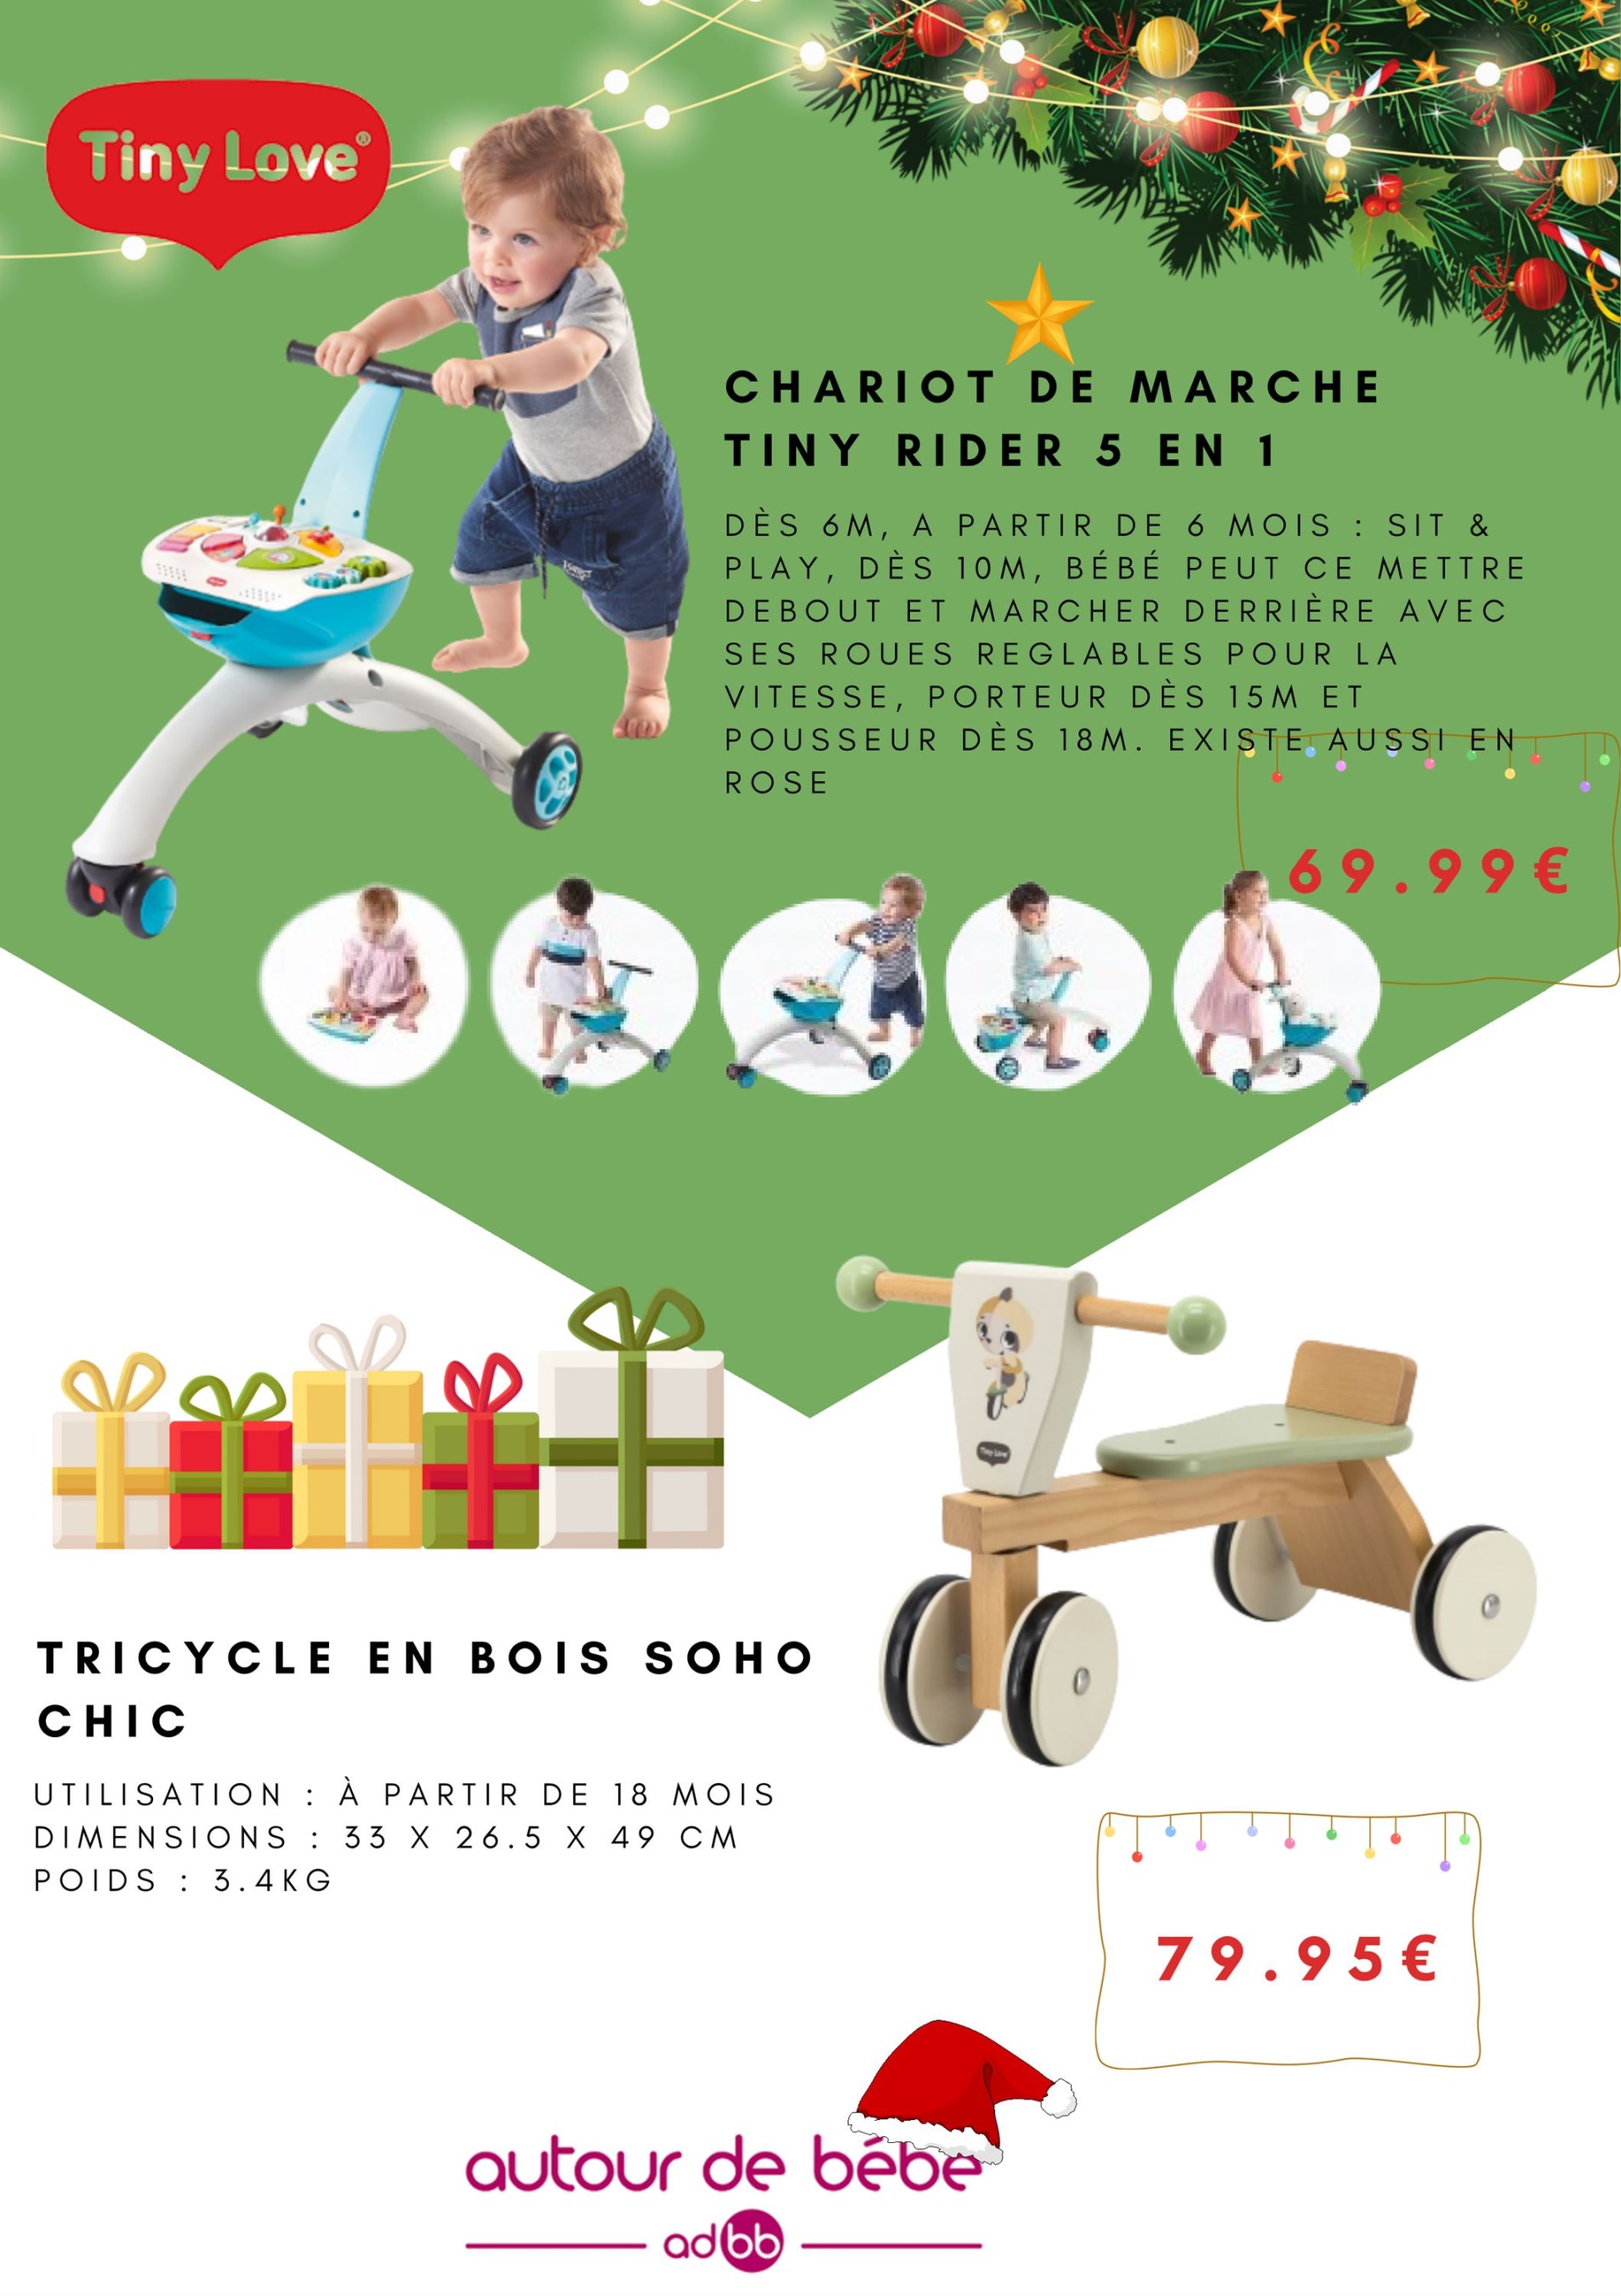 Tiny Love®
CHARIOT DE MARCHE
TINY RIDER 5 EN 1
DÈS 6M, A PARTIR DE 6 MOIS : SIT &
PLAY, DÈS 10M, BÉBÉ PEUT CE METTRE
DEBOUT ET MARCHER DERRIÈRE AVEC
SES ROUES REGLABLES POUR LA
VITESSE, PORTEUR DÈS 15M ET
POUSSEUR DÈS 18M. EXISTE AUSSI EN
ROSE
69.99€
Tiny Love
TRICYCLE EN BOIS SOHO
CHIC
UTILISATION : À PARTIR DE 18 MOIS
DIMENSIONS : 33 X 26.5 X 49 CM
POIDS : 3.4KG
79.95€
autour de bébé
adbb